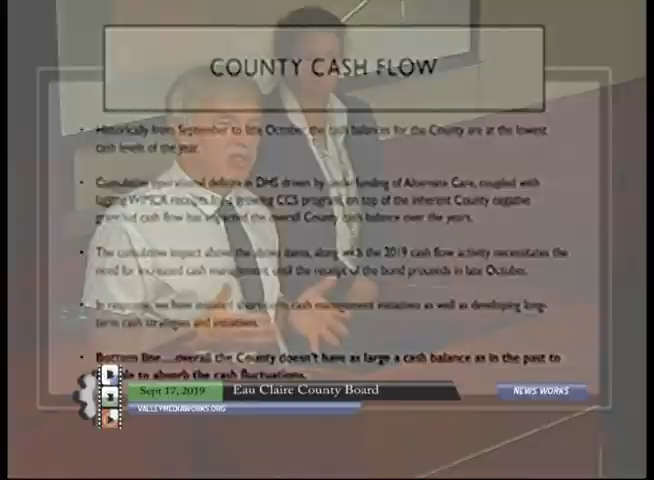 COUNTY CASH FLOW
• Historically from September to late October the cash balances for the County are at the lowest
cash levels of the year.
• Cumulative operational deficits in DHS driven by underfunding of Alternate Care, coupled with
lagging WIMCR receipts in a growing CCS program, on top of the inherent County negative
cash flow has impacted the overall County cash balance over the years.
• The cumulative impact above the above items, along with the 2019 cash flow activity necessitates the
need for increased cash management until the receipt of the bond proceeds in late October.
• In response, we have initiated short-term cash management initiatives as well as developing long-
term cash strategies and initiatives.
• Bottom line...overall the County doesn't have as large a cash balance as in the past to
to absorb the cash fluctuations.
Sept 17, 2019 Eau Claire County Board NEWS WORKS
VALLEYMEDIAWORKS.ORG